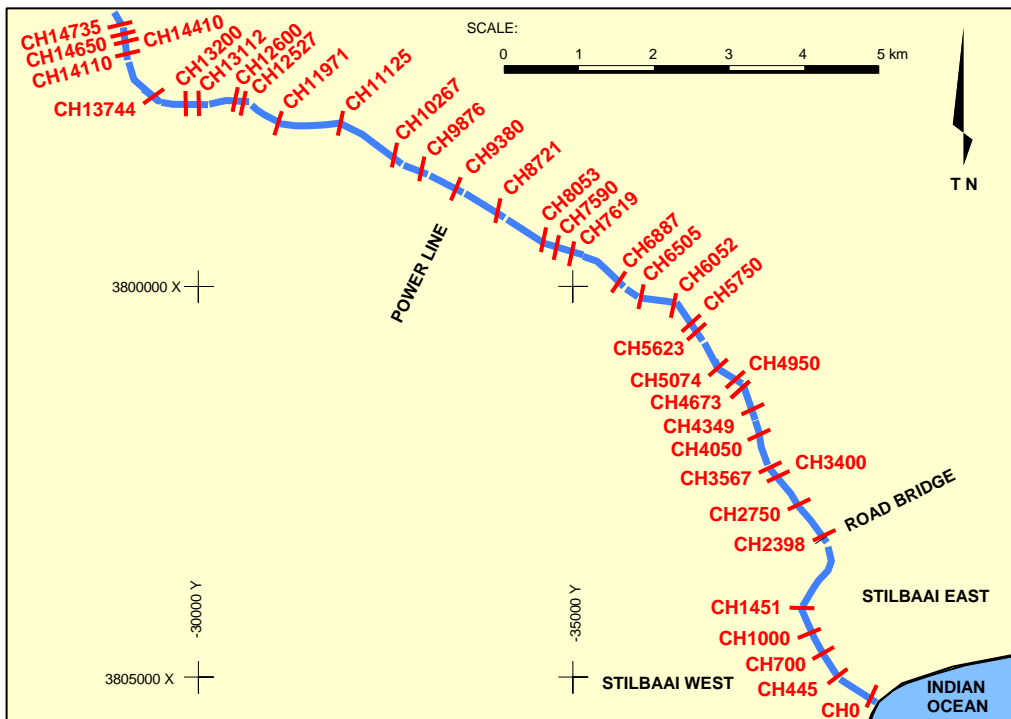 SCALE:
0 1 2 3 4 5 km
CH14735
CH14650
CH14410
CH14110
CH13744
CH13200
CH13112
CH12600
CH12527
CH11971
CH11125
CH10267
CH9876
CH9380
CH8721
CH8053
CH7590
CH7619
CH6887
CH6505
CH6052
CH5750
T N
POWER LINE
3800000 X
CH5623
CH5074
CH4950
CH4673
CH4349
CH4050
CH3567
CH3400
CH2750
CH2398
ROAD BRIDGE
CH1451
STILBAAI EAST
CH1000
CH700
CH445
CH0
-30000 Y
-35000 Y
3805000 X
STILBAAI WEST
INDIAN
OCEAN